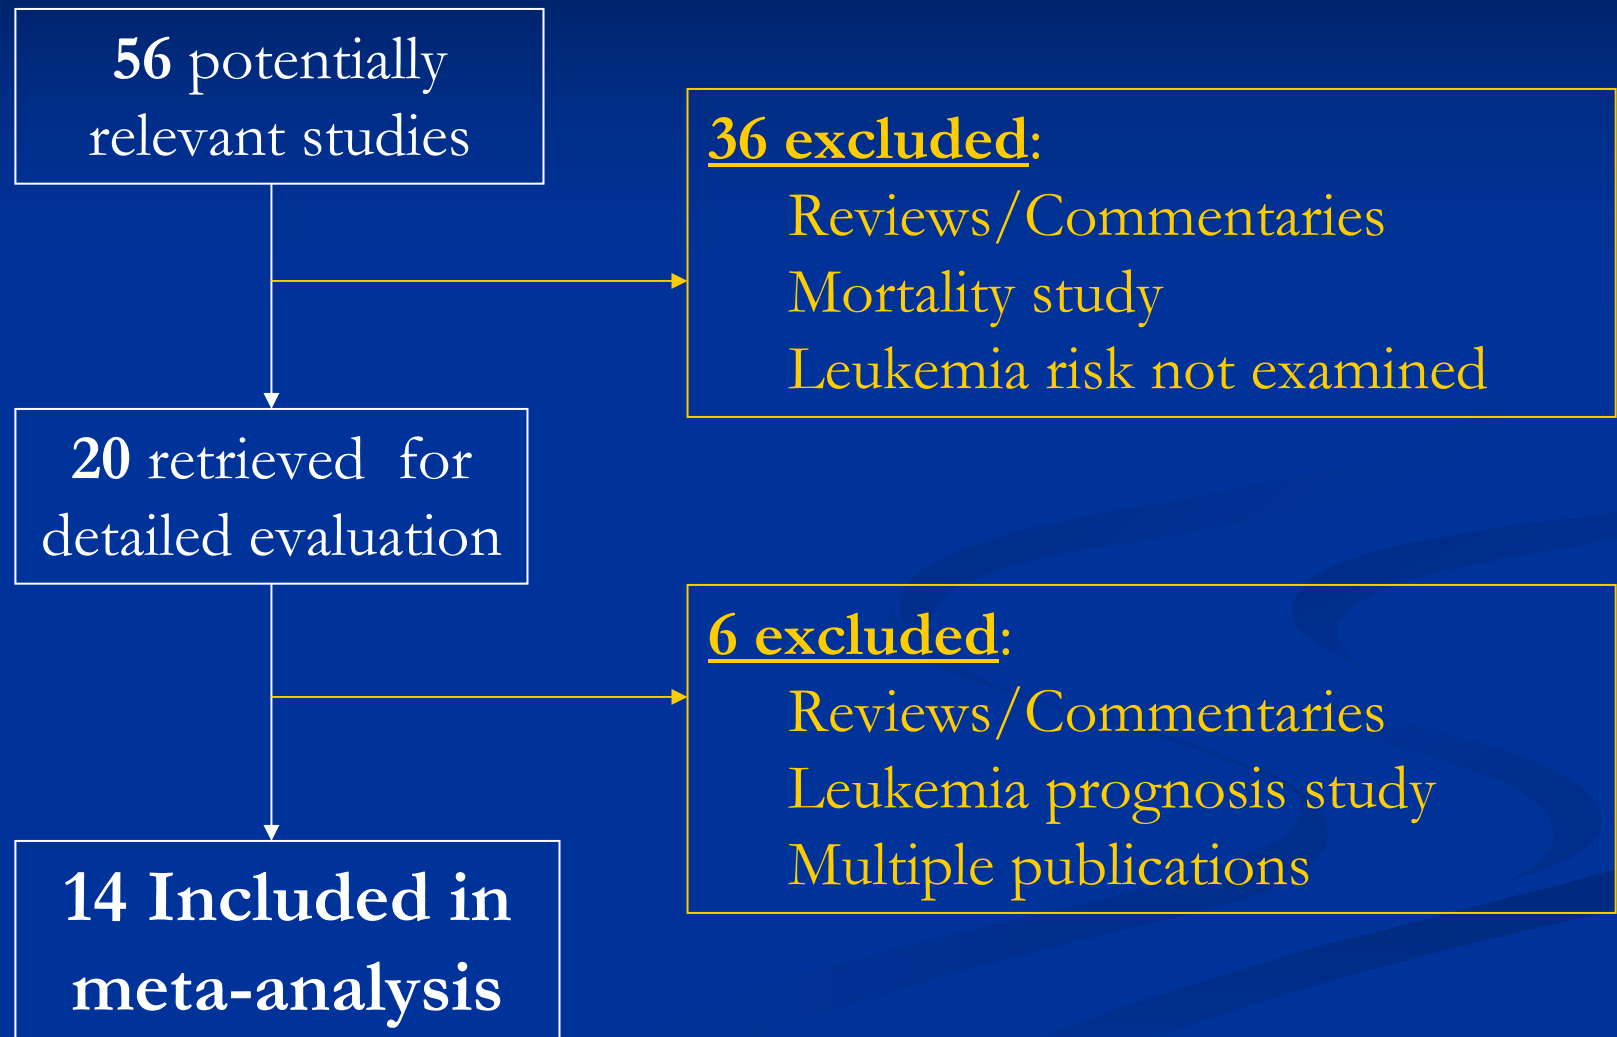 56 potentially
relevant studies
36 excluded:
Reviews/Commentaries
Mortality study
Leukemia risk not examined
20 retrieved  for
detailed evaluation
6 excluded:
Reviews/Commentaries
Leukemia prognosis study
Multiple publications
14 Included in
meta-analysis